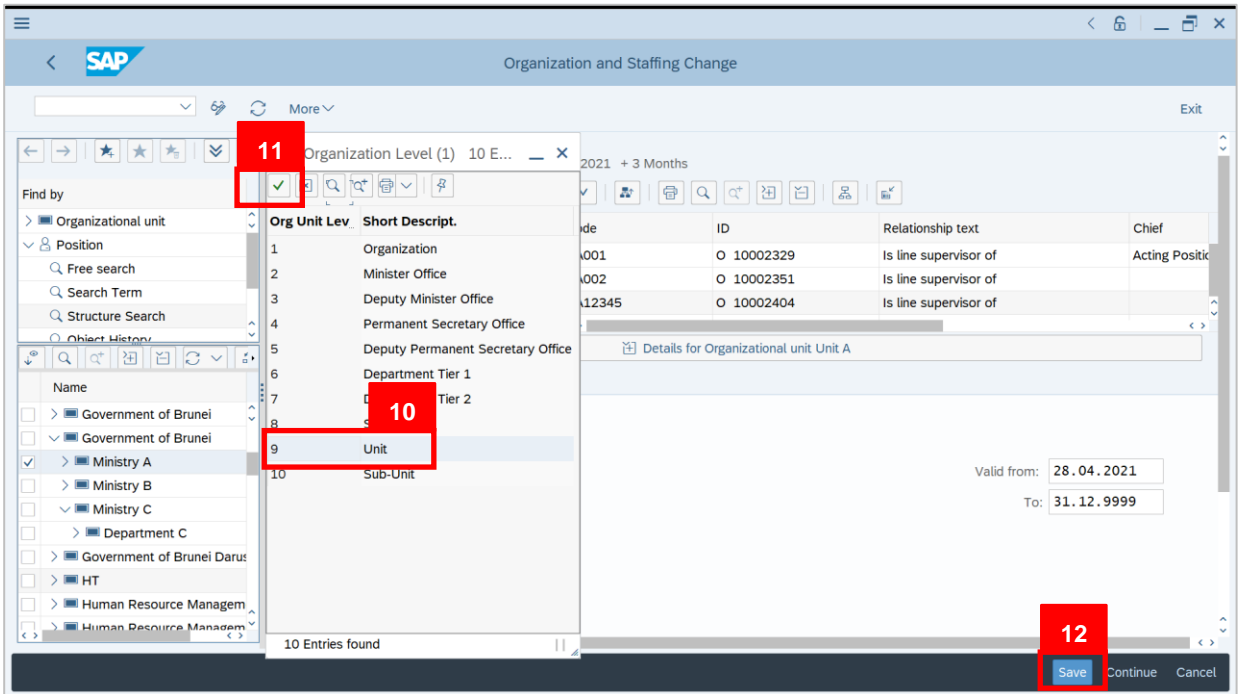 SAP
Organization and Staffing Change
More
Exit
11
Organization Level (1) 10 E...
2021 + 3 Months
Find by
Organizational unit
Position
Free search
Search Term
Structure Search
Object History
Org Unit Lev Short Descript.
1 Organization
2 Minister Office
3 Deputy Minister Office
4 Permanent Secretary Office
5 Deputy Permanent Secretary Office
6 Department Tier 1
7 Tier 2
8
9 Unit
10 Sub-Unit
10
10 Entries found
ID Relationship text Chief
A001 O 10002329 Is line supervisor of Acting Positic
A002 O 10002351 Is line supervisor of
A12345 O 10002404 Is line supervisor of
Details for Organizational unit Unit A
Name
Government of Brunei
Government of Brunei
Ministry A
Ministry B
Ministry C
Department C
Government of Brunei Darus
HT
Human Resource Managem
Human Resource Managem
Valid from: 28.04.2021
To: 31.12.9999
12
Save Continue Cancel